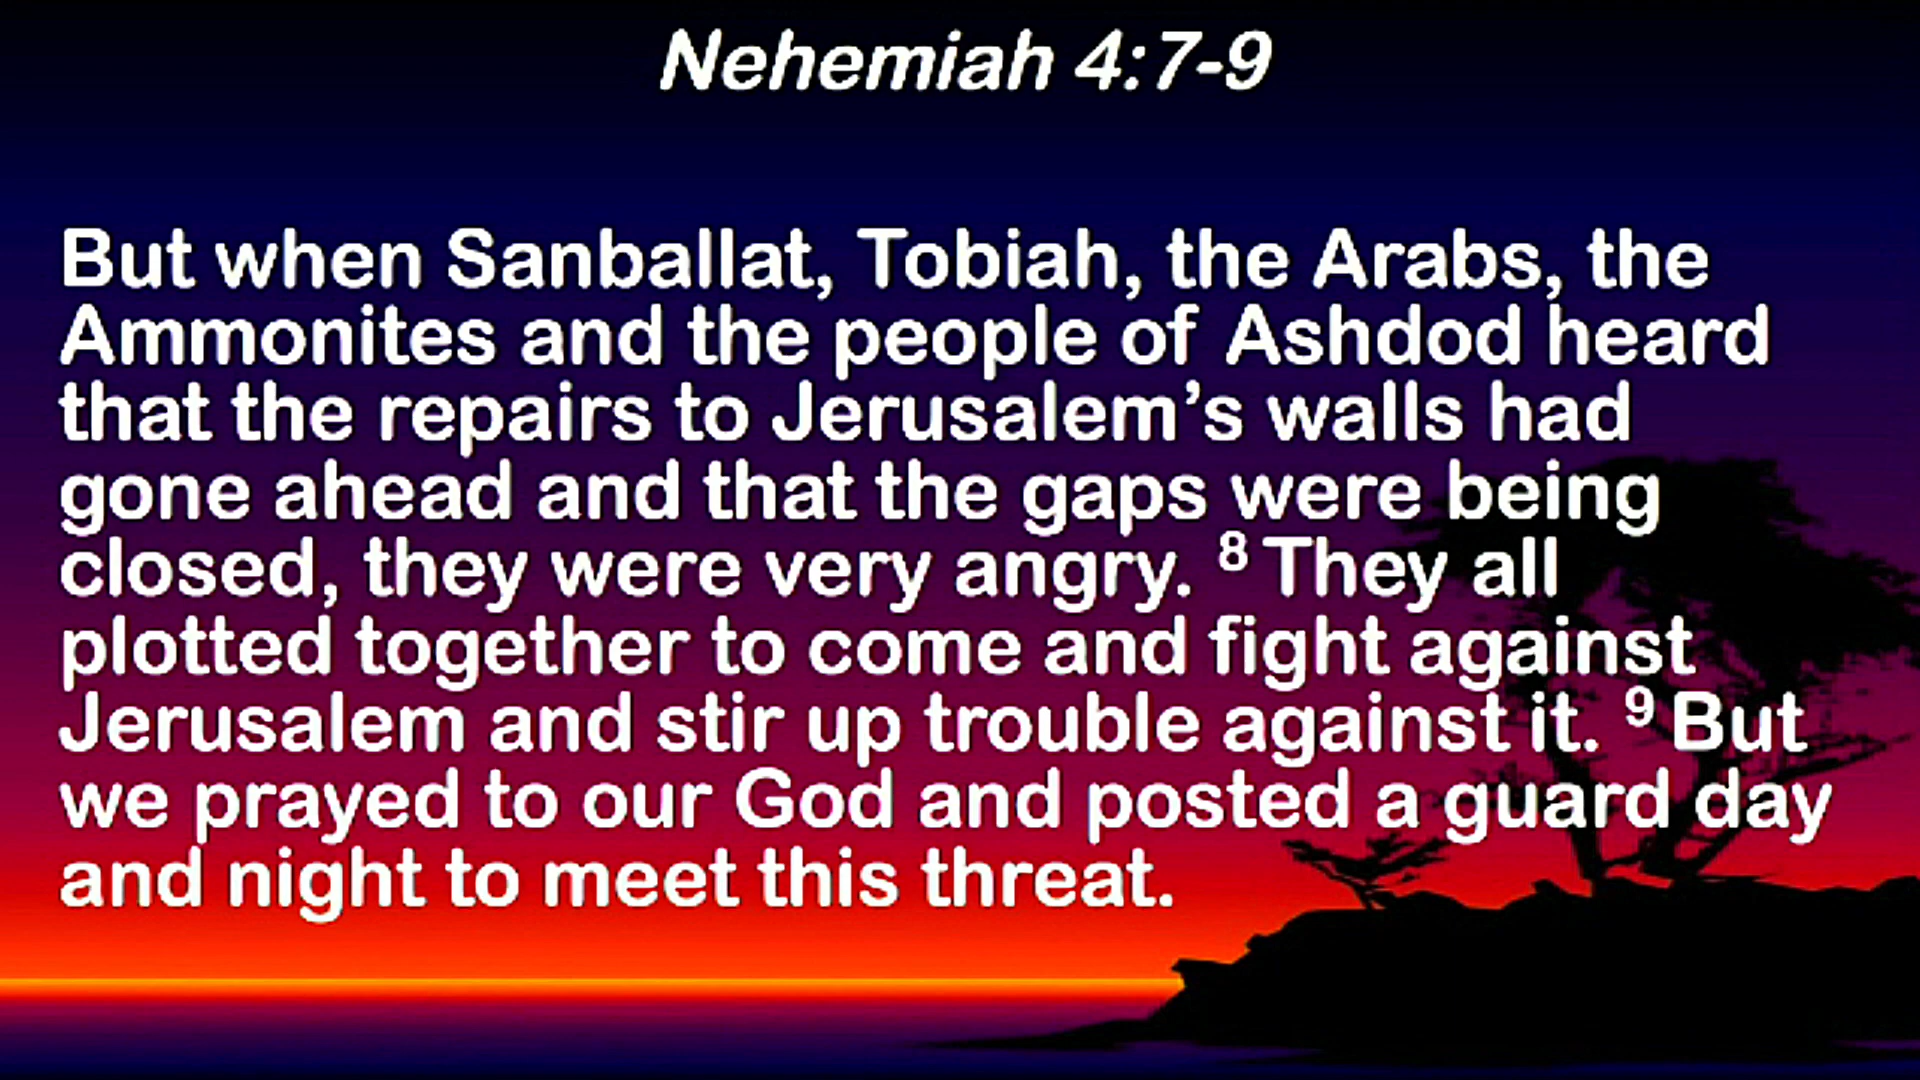 Nehemiah 4:7-9
But when Sanballat, Tobiah, the Arabs, the
Ammonites and the people of Ashdod heard
that the repairs to Jerusalem’s walls had
gone ahead and that the gaps were being
closed, they were very angry. 8 They all
plotted together to come and fight against
Jerusalem and stir up trouble against it. 9 But
we prayed to our God and posted a guard day
and night to meet this threat.